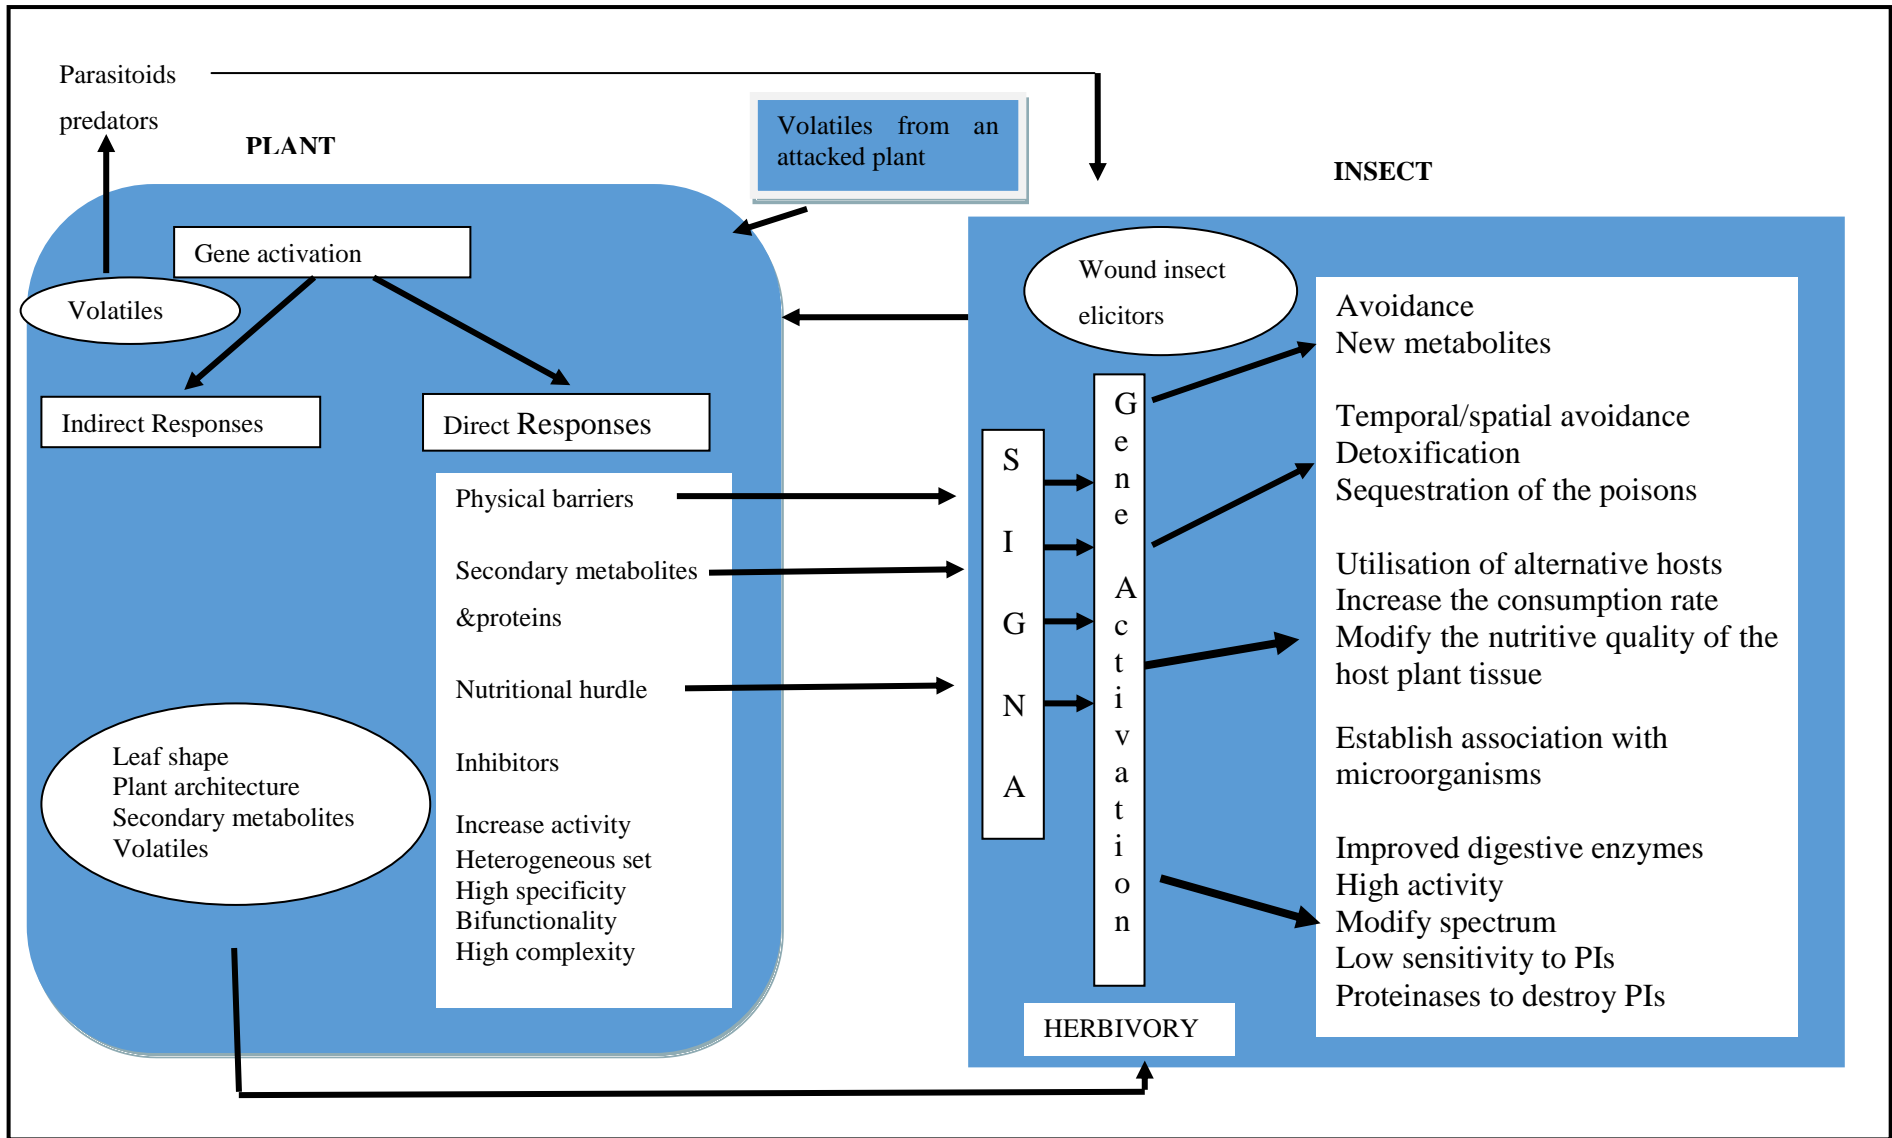 Parasitoids
predators
PLANT
Volatiles from an
attacked plant
INSECT
Gene activation
Volatiles
Indirect Responses
Direct Responses
Physical barriers
Secondary metabolites
&proteins
Nutritional hurdle
Inhibitors
Increase activity
Heterogeneous set
High specificity
Bifunctionality
High complexity
Leaf shape
Plant architecture
Secondary metabolites
Volatiles
Wound insect
elicitors
S
I
G
N
A
G
e
n
e
A
c
t
i
v
a
t
i
o
n
HERBIVORY
Avoidance
New metabolites
Temporal/spatial avoidance
Detoxification
Sequestration of the poisons
Utilisation of alternative hosts
Increase the consumption rate
Modify the nutritive quality of the
host plant tissue
Establish association with
microorganisms
Improved digestive enzymes
High activity
Modify spectrum
Low sensitivity to PIs
Proteinases to destroy PIs